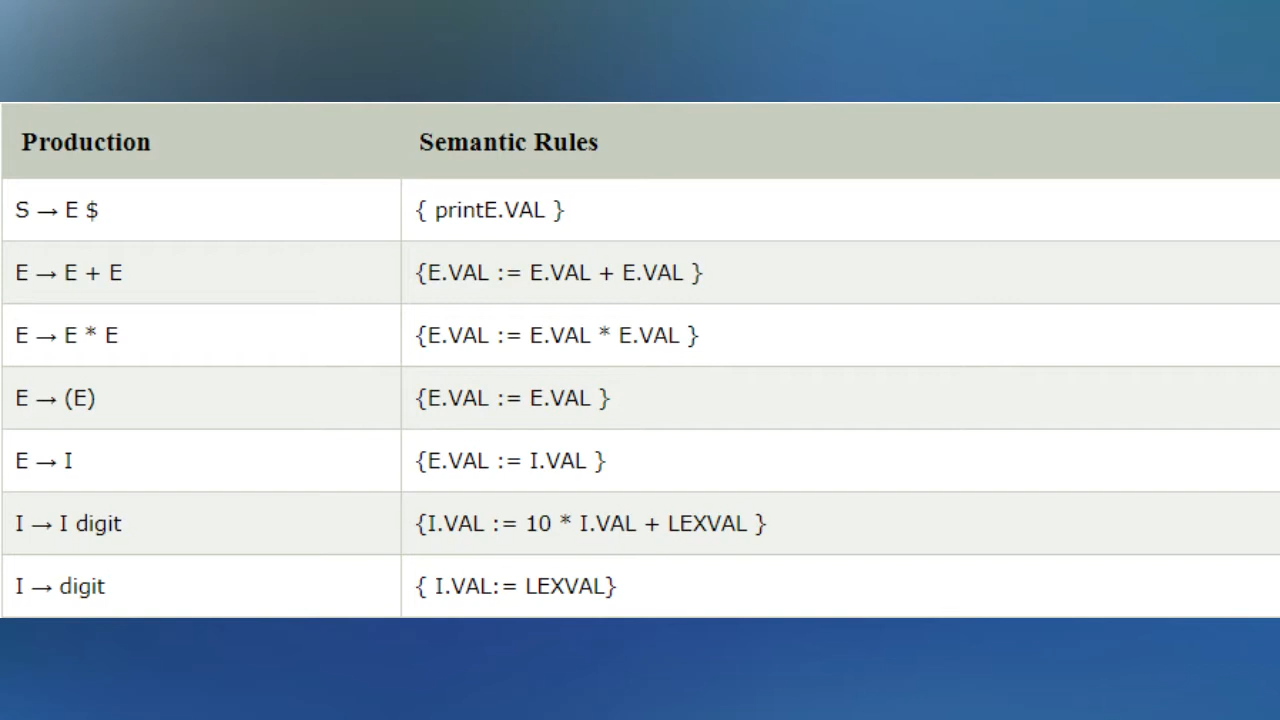 Production Semantic Rules
S → E $ { printE.VAL }
E → E + E {E.VAL := E.VAL + E.VAL }
E → E * E {E.VAL := E.VAL * E.VAL }
E → (E) {E.VAL := E.VAL }
E → I {E.VAL := I.VAL }
I → I digit {I.VAL := 10 * I.VAL + LEXVAL }
I → digit { I.VAL:= LEXVAL}